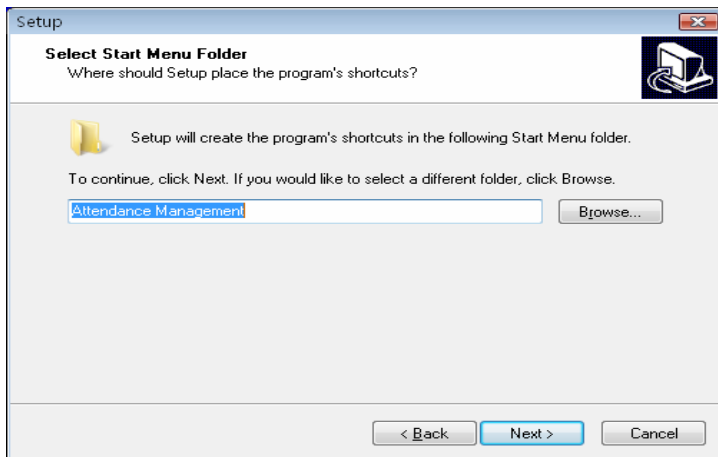 Setup
Select Start Menu Folder
Where should Setup place the program's shortcuts?
Setup will create the program's shortcuts in the following Start Menu folder.
To continue, click Next. If you would like to select a different folder, click Browse.
Attendance Management
Browse...
< Back
Next >
Cancel